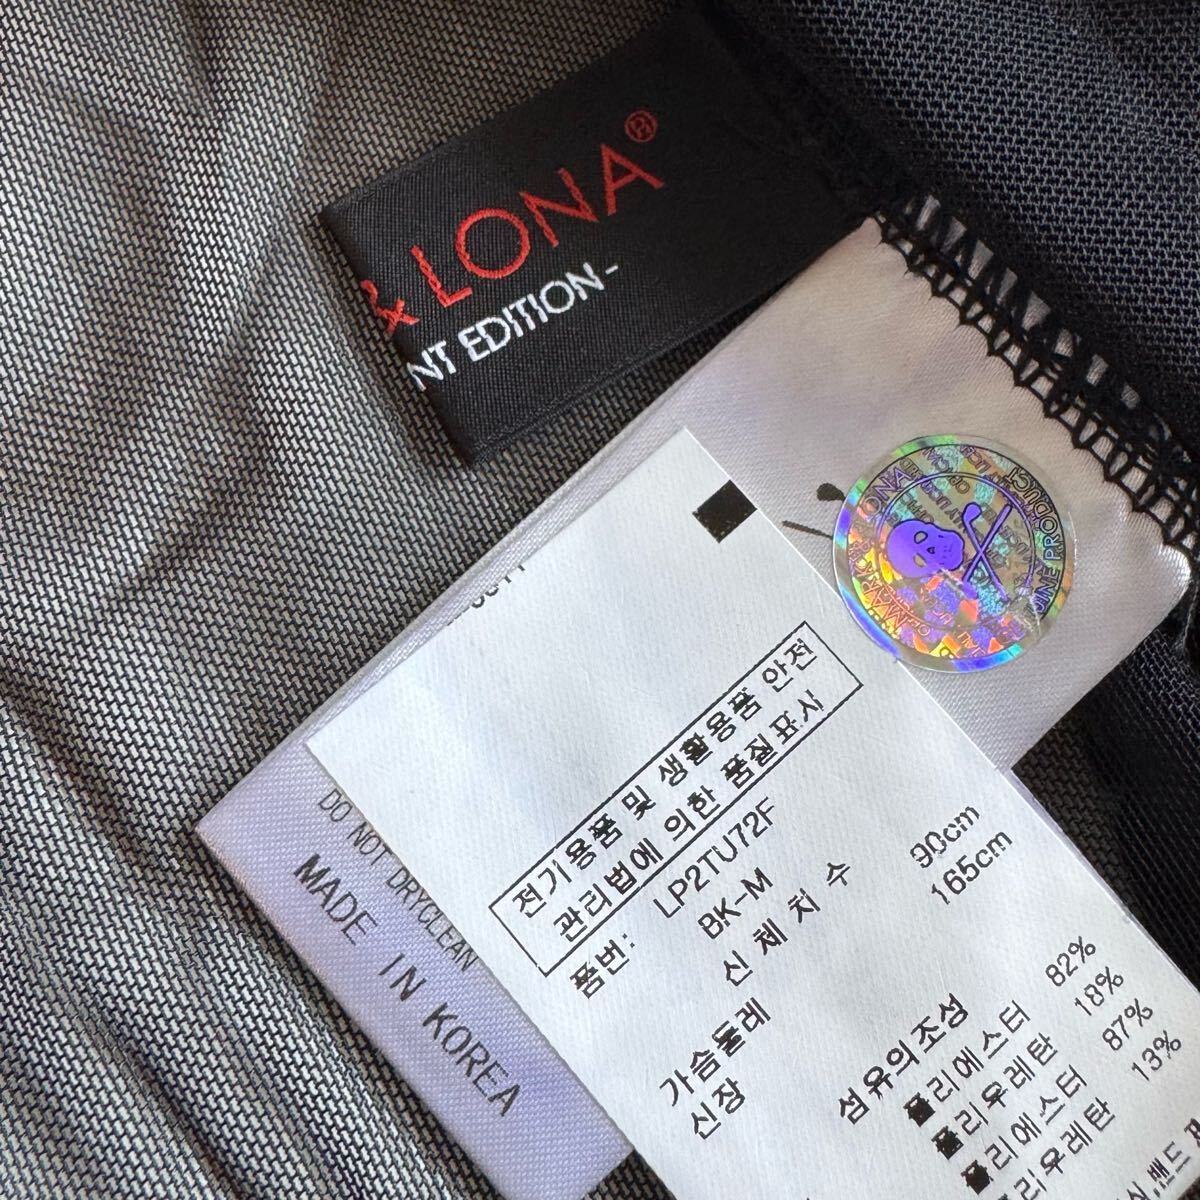 & LONA®
NT EDITION-
GENUINE PRODUCT
DO NOT DRYCLEAN
MADE IN KOREA
전기용품 및 생활용품 안전
관리법에 의한 품질표시
품번: LP2TU72F
BK-M
신 체 치 수
가슴둘레 90cm
신장 165cm
섬유의조성
폴리에스터 82%
폴리우레탄 18%
폴리에스터 87%
리우레탄 13%